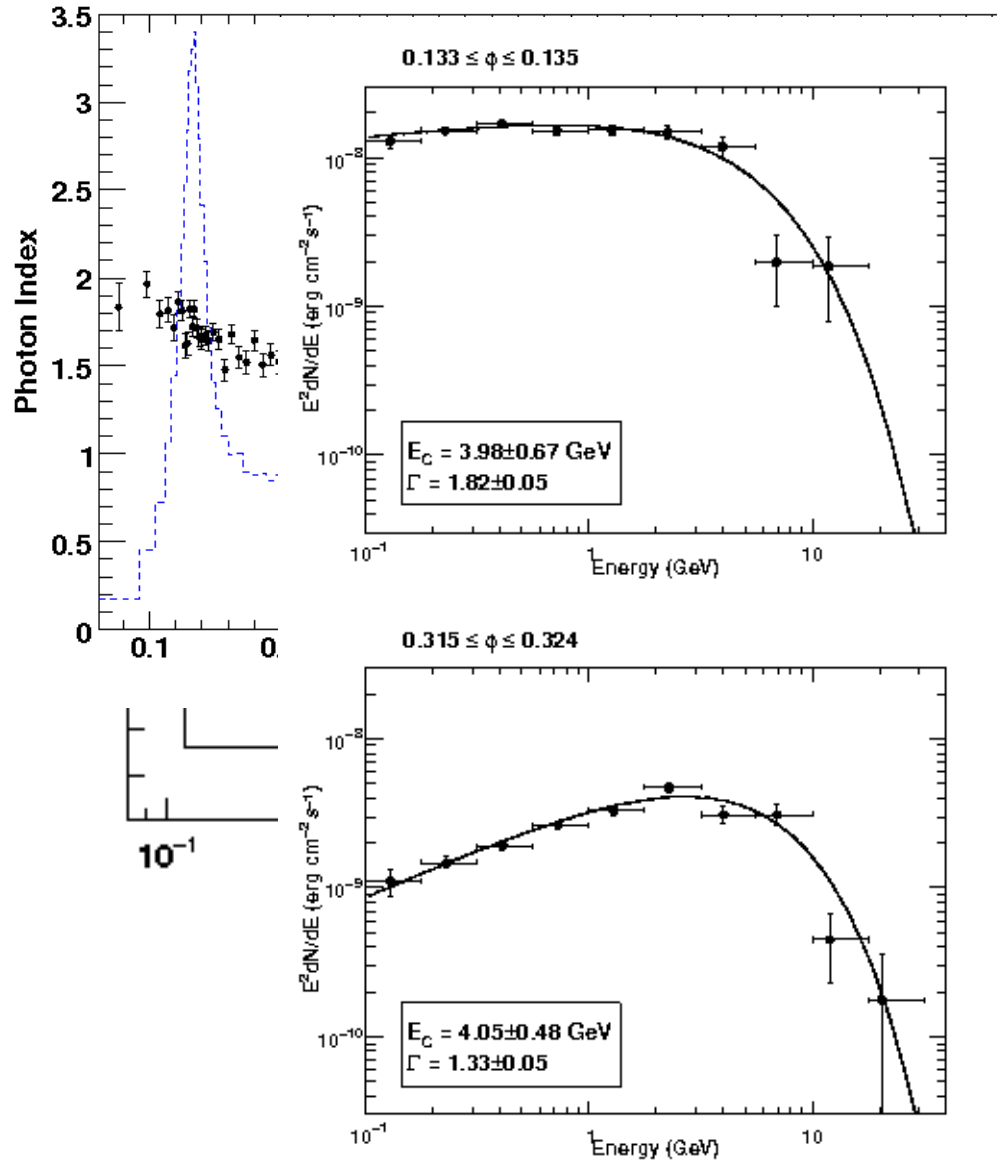 3.5
3
2.5
2
1.5
1
0.5
0
Photon Index
0.1
0.
10⁻¹
0.133 ≤ ϕ ≤ 0.135
E²dN/dE (erg cm⁻² s⁻¹)
10⁻⁸
10⁻⁹
10⁻¹⁰
E_C = 3.98±0.67 GeV
Γ = 1.82±0.05
10⁻¹
1
10
Energy (GeV)
0.315 ≤ ϕ ≤ 0.324
E²dN/dE (erg cm⁻² s⁻¹)
10⁻⁸
10⁻⁹
10⁻¹⁰
E_C = 4.05±0.48 GeV
Γ = 1.33±0.05
10⁻¹
1
10
Energy (GeV)